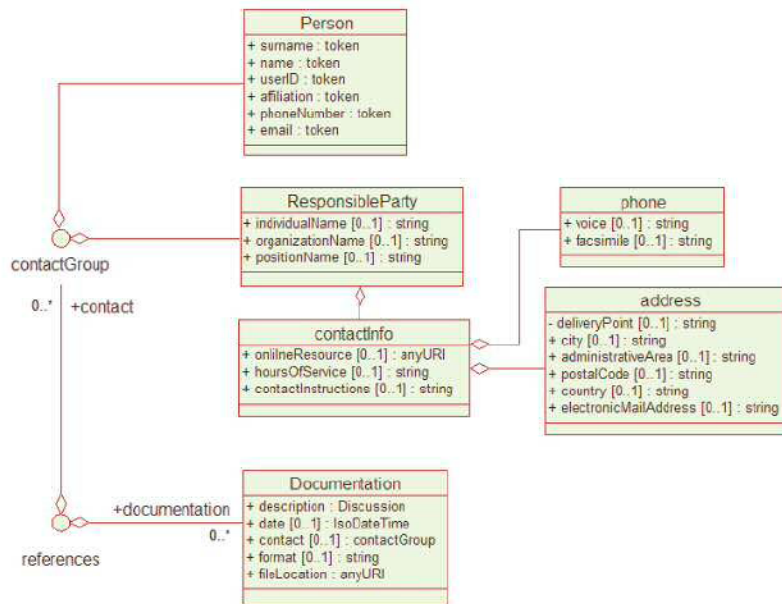 Person
+ surname : token
+ name : token
+ userID : token
+ affiliation : token
+ phoneNumber : token
+ email : token
ResponsibleParty
+ individualName [0..1] : string
+ organizationName [0..1] : string
+ positionName [0..1] : string
phone
+ voice [0..1] : string
+ facsimile [0..1] : string
contactGroup
0..*
+contact
contactInfo
+ onlineResource [0..1] : anyURI
+ hoursOfService [0..1] : string
+ contactInstructions [0..1] : string
address
- deliveryPoint [0..1] : string
+ city [0..1] : string
+ administrativeArea [0..1] : string
+ postalCode [0..1] : string
+ country [0..1] : string
+ electronicMailAddress [0..1] : string
Documentation
+ description : Discussion
+ date [0..1] : IsoDateTime
+ contact [0..1] : contactGroup
+ format [0..1] : string
+ fileLocation : anyURI
+documentation
0..*
references